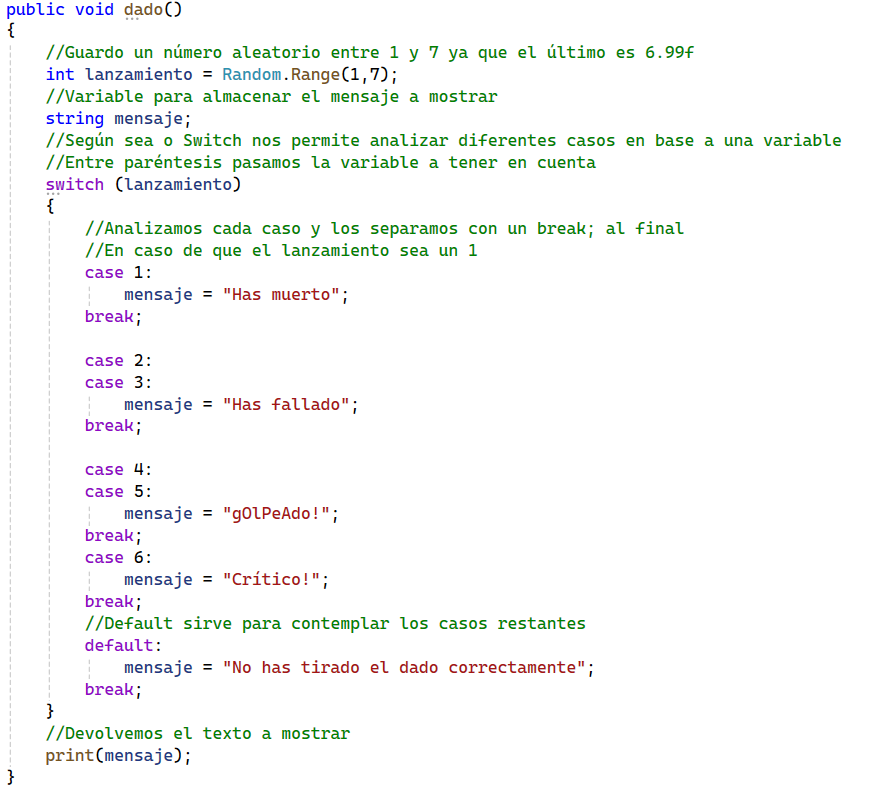 public void dado()
{
    //Guardo un número aleatorio entre 1 y 7 ya que el último es 6.99f
    int lanzamiento = Random.Range(1,7);
    //Variable para almacenar el mensaje a mostrar
    string mensaje;
    //Según sea o Switch nos permite analizar diferentes casos en base a una variable
    //Entre paréntesis pasamos la variable a tener en cuenta
    switch (lanzamiento)
    {
        //Analizamos cada caso y los separamos con un break; al final
        //En caso de que el lanzamiento sea un 1
        case 1:
            mensaje = "Has muerto";
        break;

        case 2:
        case 3:
            mensaje = "Has fallado";
        break;

        case 4:
        case 5:
            mensaje = "gOlPeAdo!";
        break;
        case 6:
            mensaje = "Crítico!";
        break;
        //Default sirve para contemplar los casos restantes
        default:
            mensaje = "No has tirado el dado correctamente";
        break;
    }
    //Devolvemos el texto a mostrar
    print(mensaje);
}